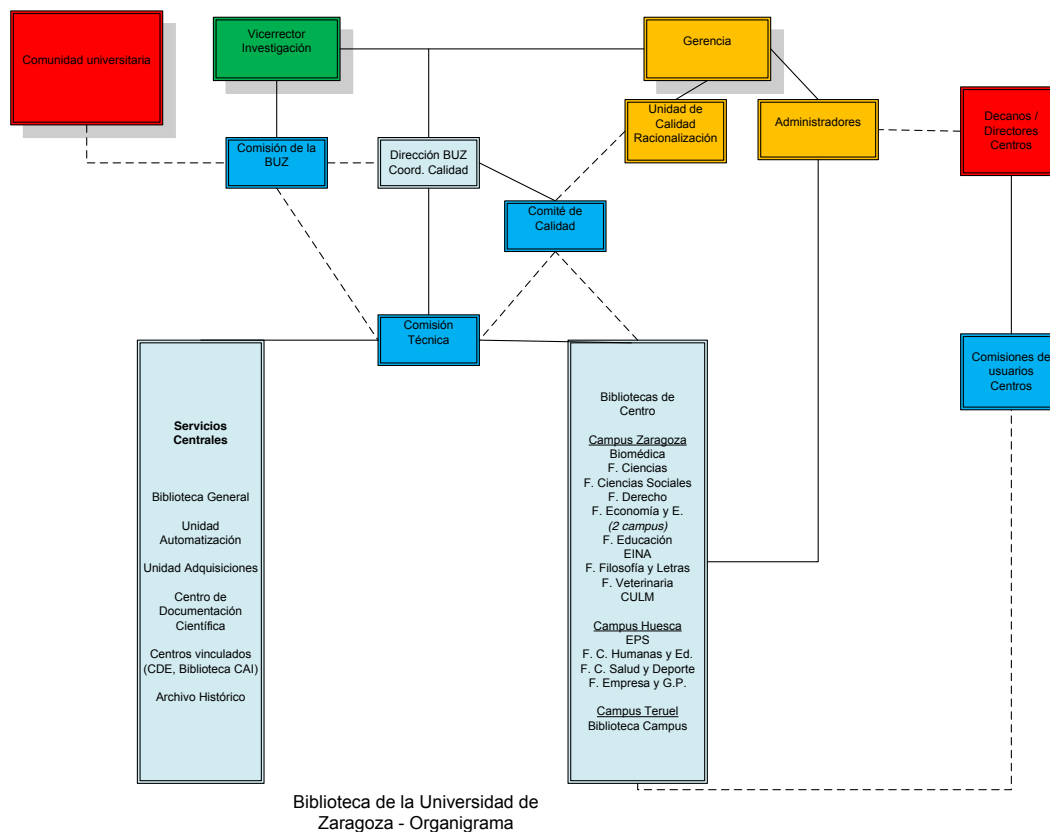 Comunidad universitaria
Vicerrector
Investigación
Gerencia
Unidad de
Calidad
Racionalización
Administradores
Decanos /
Directores
Centros
Comisión de la
BUZ
Dirección BUZ
Coord. Calidad
Comité de
Calidad
Comisión
Técnica
Comisiones de
usuarios
Centros
Servicios
Centrales
Biblioteca General
Unidad
Automatización
Unidad Adquisiciones
Centro de
Documentación
Científica
Centros vinculados
(CDE, Biblioteca CAI)
Archivo Histórico
Bibliotecas de
Centro
Campus Zaragoza
Biomédica
F. Ciencias
F. Ciencias Sociales
F. Derecho
F. Economía y E.
(2 campus)
F. Educación
EINA
F. Filosofía y Letras
F. Veterinaria
CULM
Campus Huesca
EPS
F. C. Humanas y Ed.
F. C. Salud y Deporte
F. Empresa y G.P.
Campus Teruel
Biblioteca Campus
Biblioteca de la Universidad de
Zaragoza - Organigrama